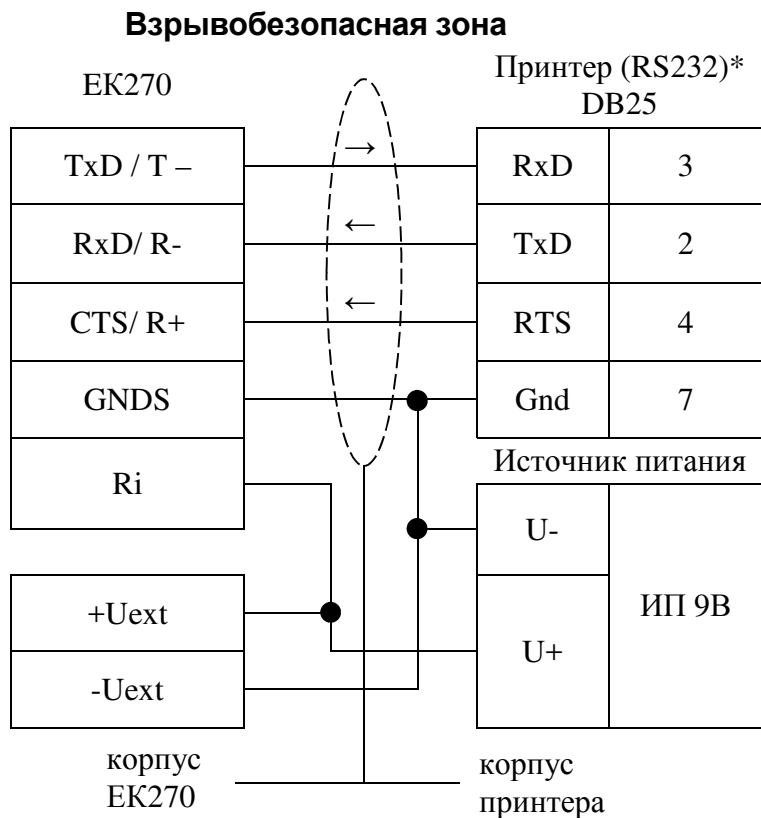 Взрывобезопасная зона
ЕК270
Принтер (RS232)*
DB25
TxD / T –
→
RxD
3
RxD/ R-
←
TxD
2
CTS/ R+
←
RTS
4
GNDS
Gnd
7
Ri
Источник питания
U-
ИП 9В
+Uext
U+
-Uext
корпус
ЕК270
корпус
принтера